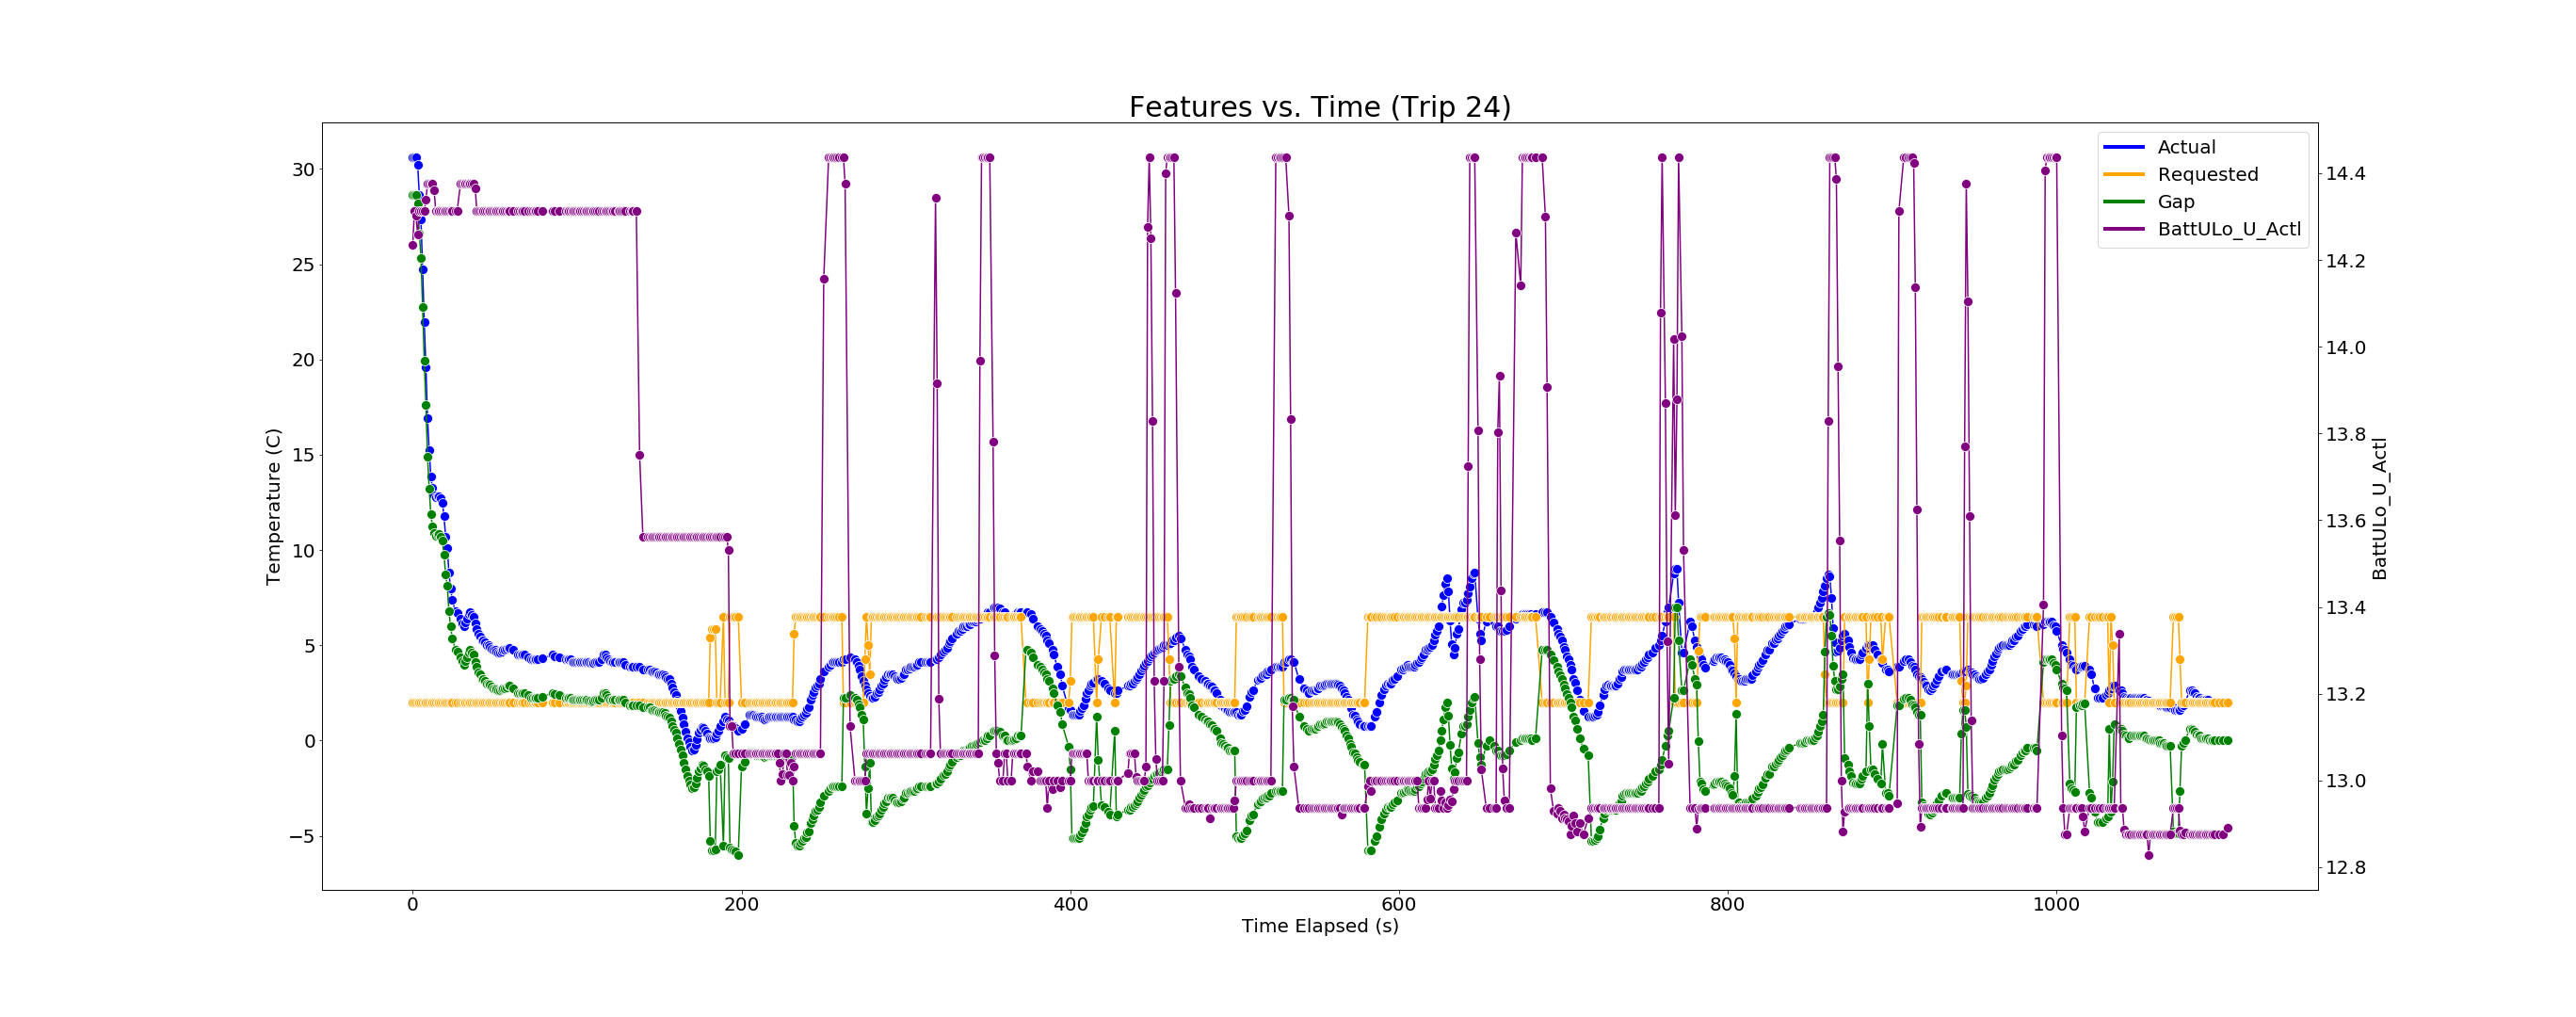 Features vs. Time (Trip 24)
Actual
Requested
Gap
BattULo_U_Actl
30
25
20
15
10
5
0
−5
Temperature (C)
14.4
14.2
14.0
13.8
13.6
13.4
13.2
13.0
12.8
BattULo_U_Actl
0
200
400
600
800
1000
Time Elapsed (s)